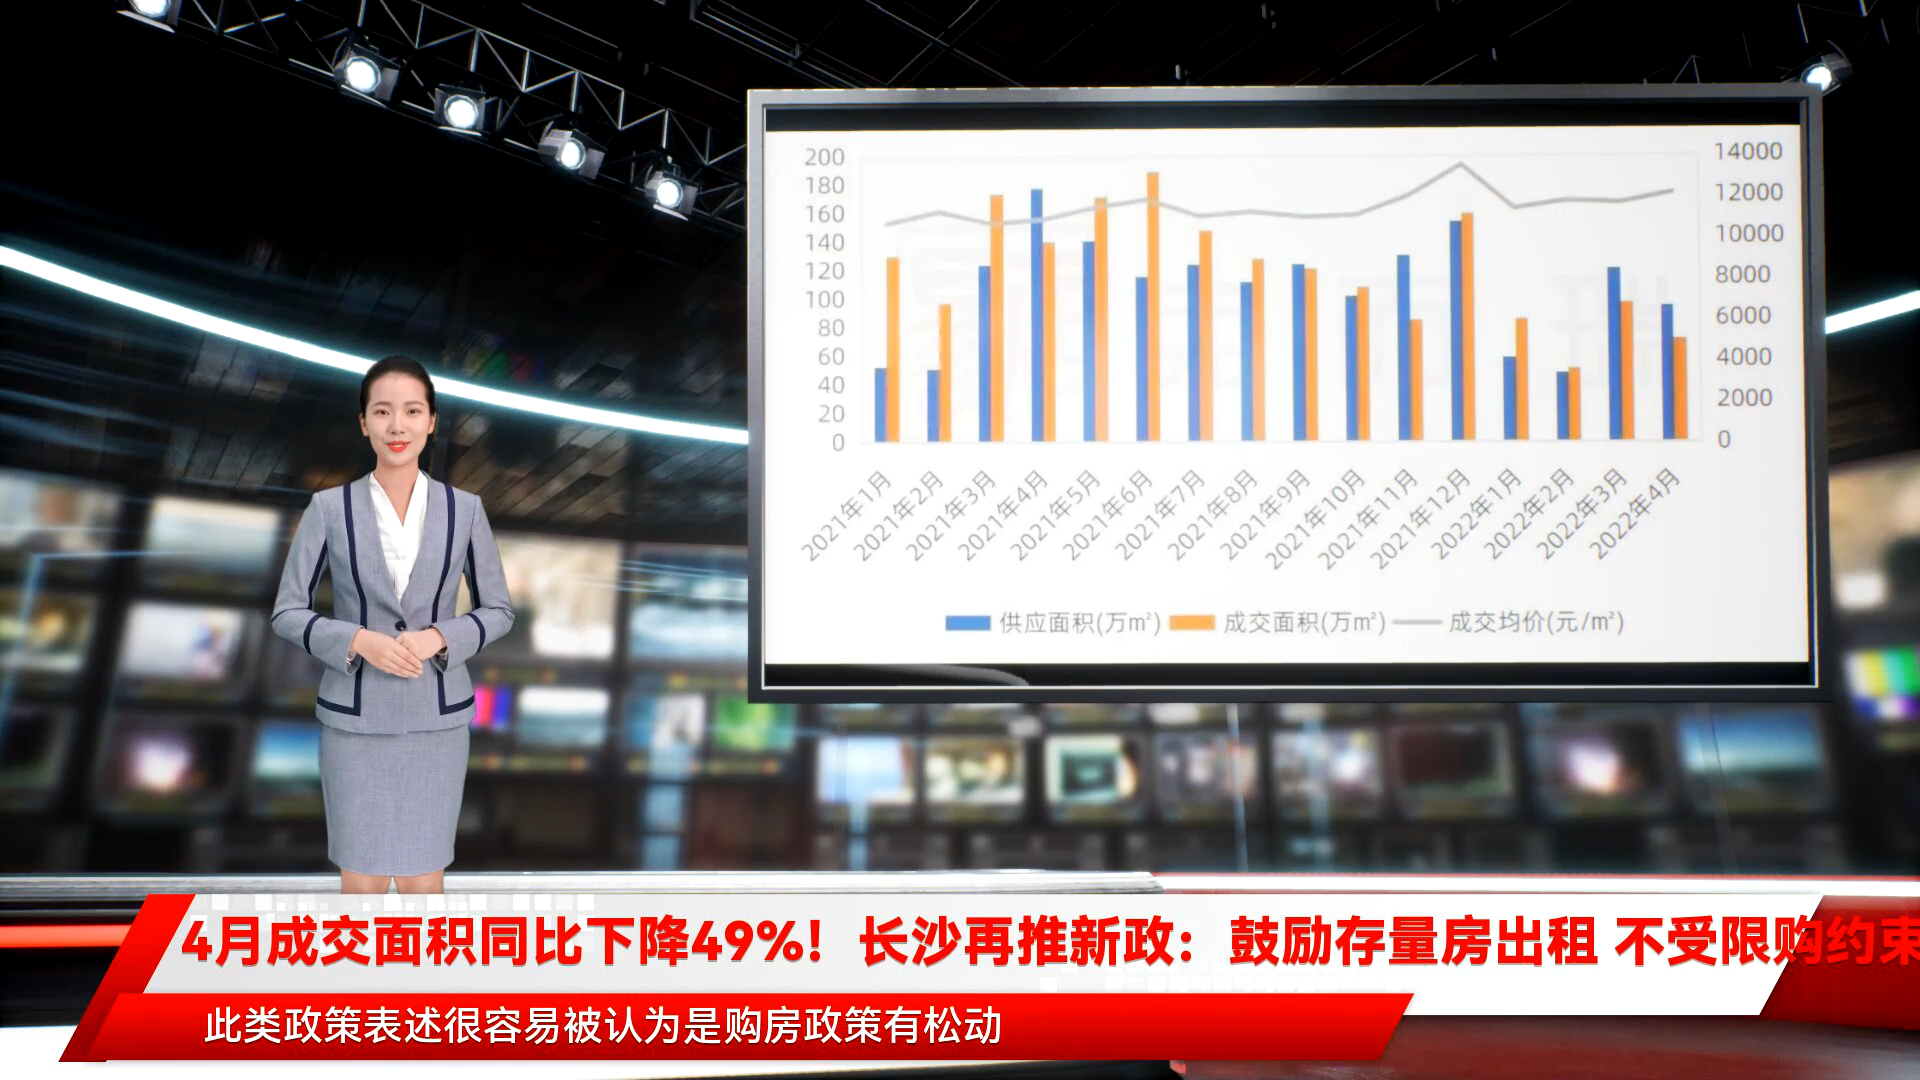 200
180
160
140
120
100
80
60
40
20
0
14000
12000
10000
8000
6000
4000
2000
0
2021年1月
2021年2月
2021年3月
2021年4月
2021年5月
2021年6月
2021年7月
2021年8月
2021年9月
2021年10月
2021年11月
2021年12月
2022年1月
2022年2月
2022年3月
2022年4月
供应面积(万㎡) 成交面积(万㎡) 成交均价(元/㎡)
4月成交面积同比下降49%！长沙再推新政：鼓励存量房出租 不受限购约束
此类政策表述很容易被认为是购房政策有松动